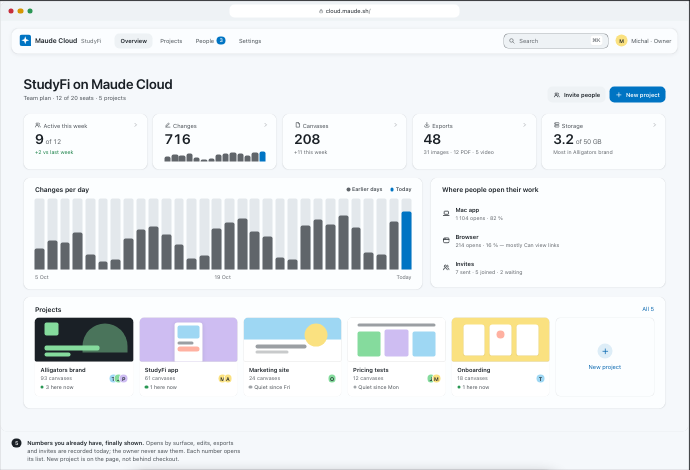 cloud.maude.sh/
Maude Cloud StudyFi Overview Projects People 3 Settings Search ⌘K M Michal · Owner
StudyFi on Maude Cloud
Team plan · 12 of 20 seats · 5 projects
Invite people + New project
Active this week
9 of 12
+2 vs last week
Changes
716
Canvases
208
+11 this week
Exports
48
31 images · 12 PDF · 5 video
Storage
3.2 of 50 GB
Most in Alligators brand
Changes per day
Earlier days Today
5 Oct 19 Oct Today
Where people open their work
Mac app
1 104 opens · 82 %
Browser
214 opens · 16 % — mostly Can view links
Invites
7 sent · 5 joined · 2 waiting
Projects All 5
Alligators brand
93 canvases
3 here now
StudyFi app
61 canvases
N A
1 here now
Marketing site
24 canvases
O
Quiet since Fri
Pricing tests
12 canvases
M
Quiet since Mon
Onboarding
18 canvases
T
1 here now
+
New project
5 Numbers you already have, finally shown. Opens by surface, edits, exports
and invites are recorded today; the owner never saw them. Each number opens
its list. New project is on the page, not behind checkout.